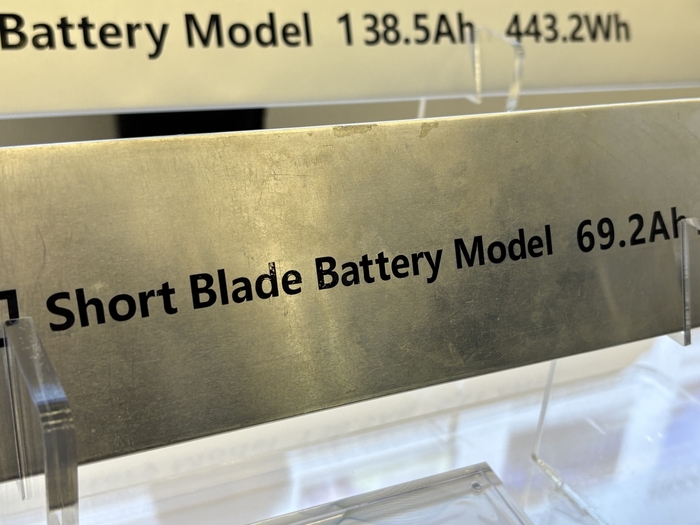 Battery Model 138.5Ah 443.2Wh
Short Blade Battery Model 69.2Ah